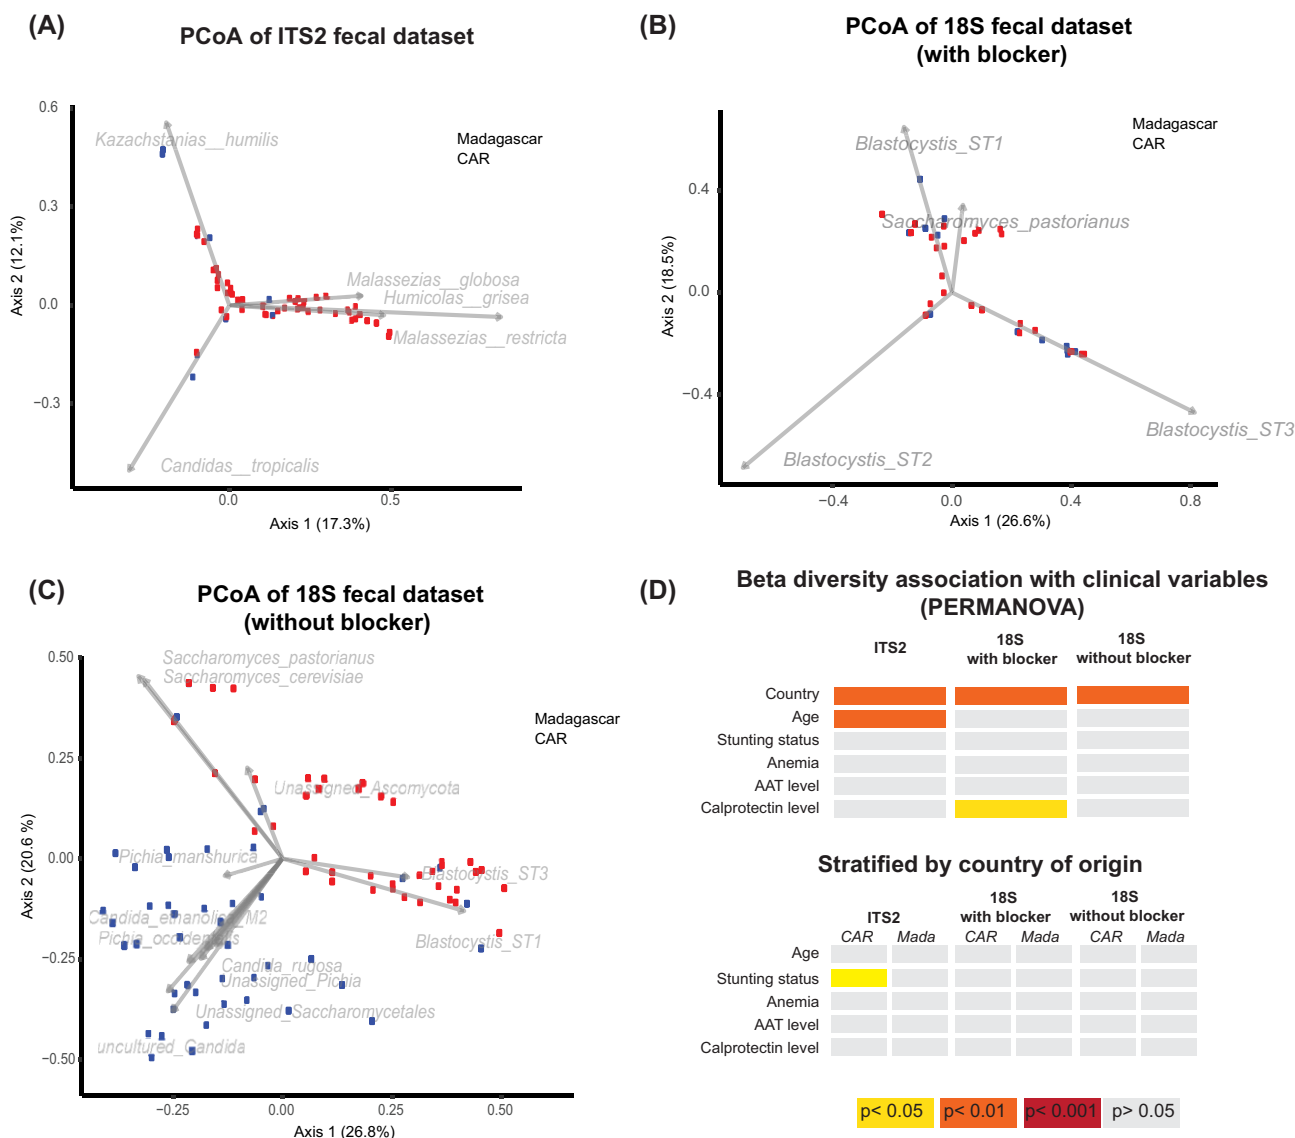 (A)
PCoA of ITS2 fecal dataset
0.6
0.3
0.0
−0.3
Axis 2 (12.1%)
Kazachstanias__humilis
Madagascar
CAR
Malassezias__globosa
Humicolas__grisea
Malassezias__restricta
Candidas__tropicalis
0.0
0.5
Axis 1 (17.3%)
(B)
PCoA of 18S fecal dataset
(with blocker)
0.4
0.0
−0.4
Axis 2 (18.5%)
Blastocystis_ST1
Madagascar
CAR
Saccharomyces_pastorianus
Blastocystis_ST3
Blastocystis_ST2
−0.4
0.0
0.4
0.8
Axis 1 (26.6%)
(C)
PCoA of 18S fecal dataset
(without blocker)
0.50
0.25
0.00
−0.25
−0.50
Axis 2 (20.6 %)
Saccharomyces_pastorianus
Saccharomyces_cerevisiae
Madagascar
CAR
Unassigned_Ascomycota
Pichia_manshurica
Blastocystis_ST3
Candida_ethanolica_M2
Pichia_occidentalis
Blastocystis_ST1
Candida_rugosa
Unassigned_Pichia
Unassigned_Saccharomycetales
uncultured_Candida
−0.25
0.00
0.25
0.50
Axis 1 (26.8%)
(D)
Beta diversity association with clinical variables
(PERMANOVA)
ITS2
18S
with blocker
18S
without blocker
Country
Age
Stunting status
Anemia
AAT level
Calprotectin level
Stratified by country of origin
ITS2
18S
with blocker
18S
without blocker
CAR Mada CAR Mada CAR Mada
Age
Stunting status
Anemia
AAT level
Calprotectin level
p< 0.05 p< 0.01 p< 0.001 p> 0.05